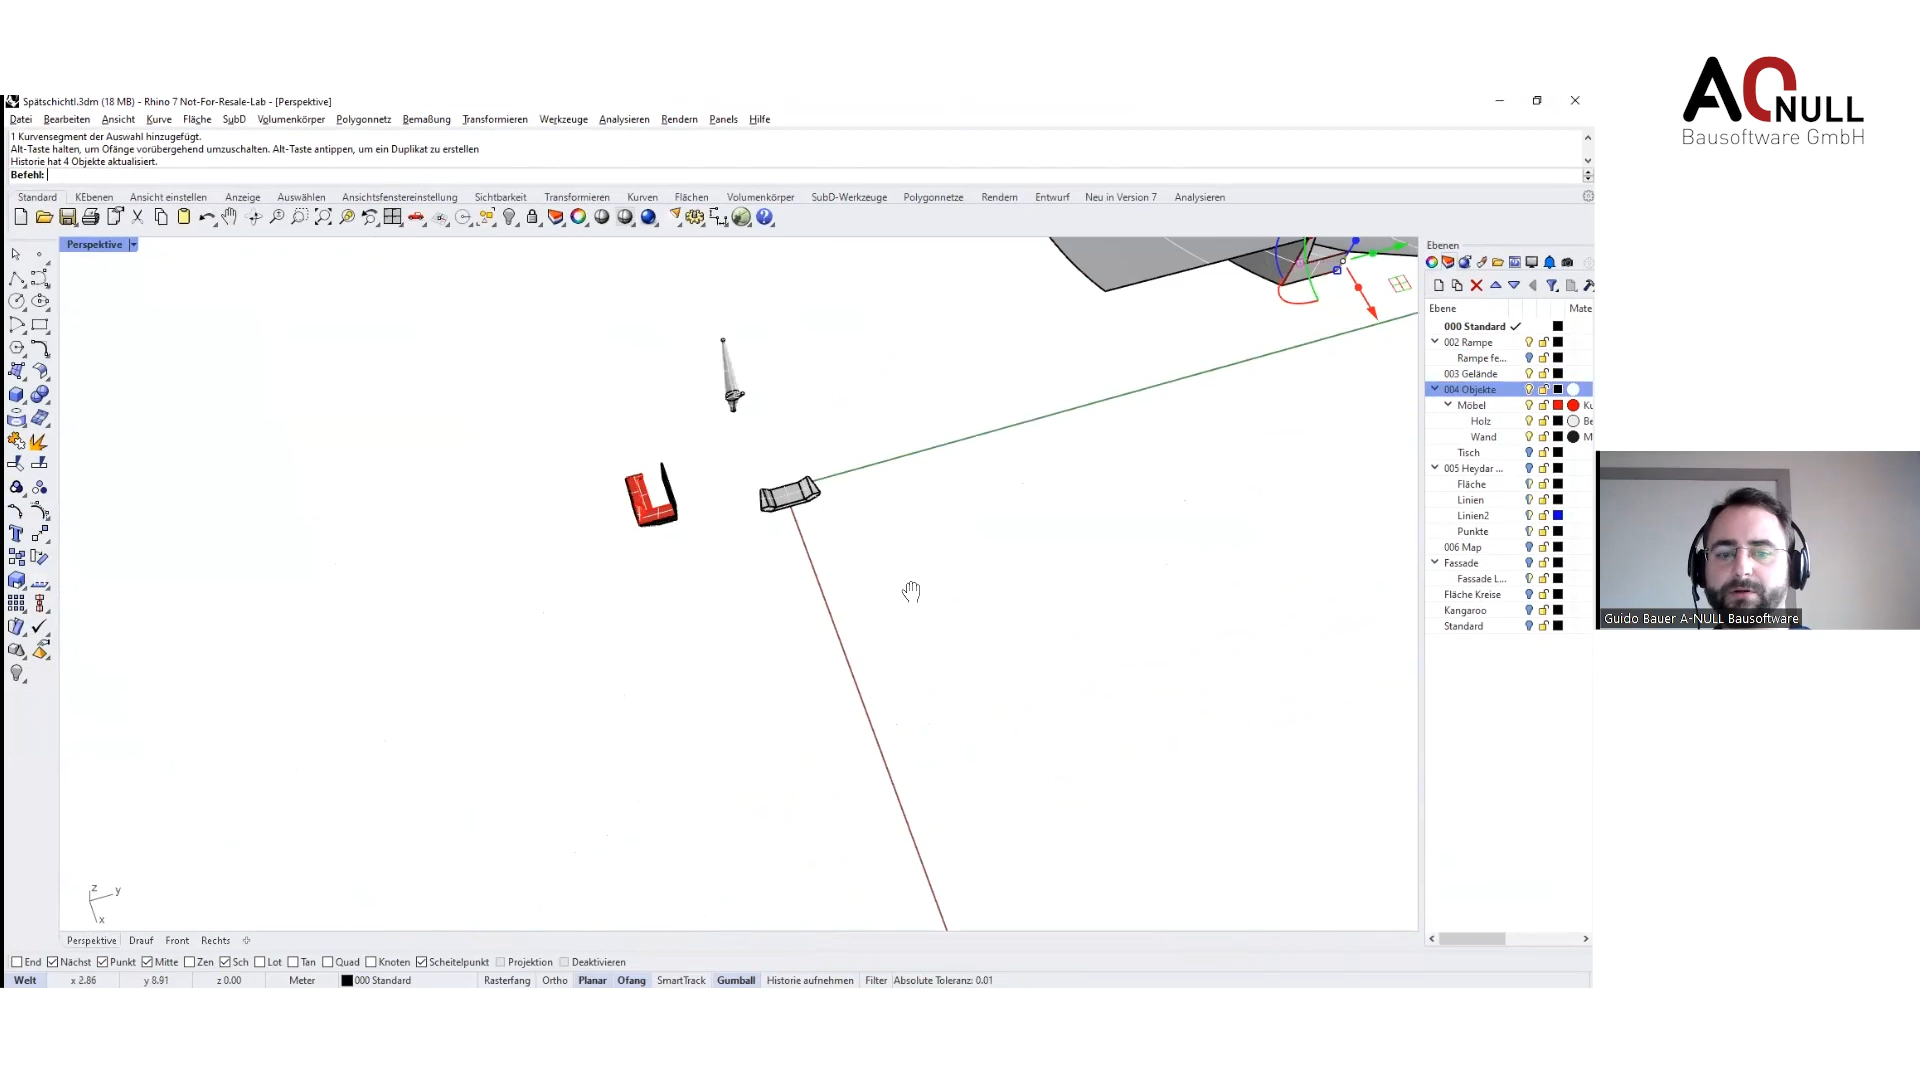 Spätschichtl.3dm (18 MB) - Rhino 7 Not-For-Resale-Lab - [Perspektive]
Datei Bearbeiten Ansicht Kurve Fläche SubD Volumenkörper Polygonnetz Bemaßung Transformieren Werkzeuge Analysieren Rendern Panels Hilfe
1 Kurvensegment der Auswahl hinzugefügt.
Alt-Taste halten, um Ofänge vorübergehend umzuschalten. Alt-Taste antippen, um ein Duplikat zu erstellen
Historie hat 4 Objekte aktualisiert.
Befehl:
Standard KEbenen Ansicht einstellen Anzeige Auswählen Ansichtsfenstereinstellung Sichtbarkeit Transformieren Kurven Flächen Volumenkörper SubD-Werkzeuge Polygonnetze Rendern Entwurf Neu in Version 7 Analysieren
Perspektive
Ebenen
Ebene Mate
000 Standard
002 Rampe
Rampe fe...
003 Gelände
004 Objekte
Möbel Ku
Holz Be
Wand M
Tisch
005 Heydar ...
Fläche
Linien
Linien2
Punkte
006 Map
Fassade
Fassade L...
Fläche Kreise
Kangaroo
Standard
z y x
Perspektive Drauf Front Rechts
End Nächst Punkt Mitte Zen Sch Lot Tan Quad Knoten Scheitelpunkt Projektion Deaktivieren
Welt x 2.86 y 8.91 z 0.00 Meter 000 Standard Rasterfang Ortho Planar Ofang SmartTrack Gumball Historie aufnehmen Filter Absolute Toleranz: 0.01
A NULL
Bausoftware GmbH
Guido Bauer A-NULL Bausoftware